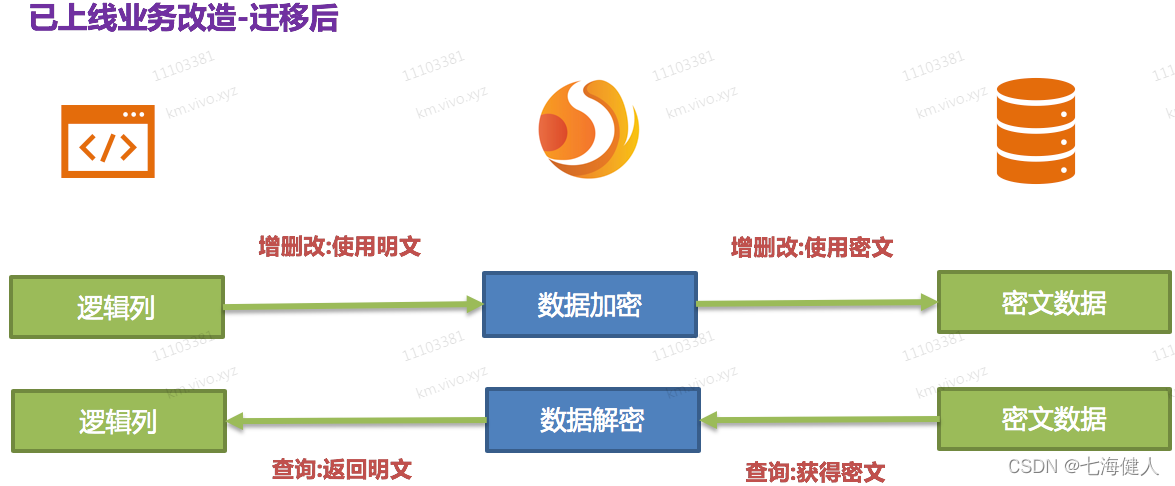 已上线业务改造-迁移后
11103381
km.vivo.xyz
11103381
km.vivo.xyz
11103381
km.vivo.xyz
11103381
km.vivo.xyz
</>
增删改:使用明文
增删改:使用密文
逻辑列
数据加密
密文数据
11103381
km.vivo.xyz
11103381
km.vivo.xyz
11103381
km.vivo.xyz
11103381
km.vivo.xyz
逻辑列
数据解密
密文数据
查询:返回明文
查询:获得密文
CSDN @七海健人